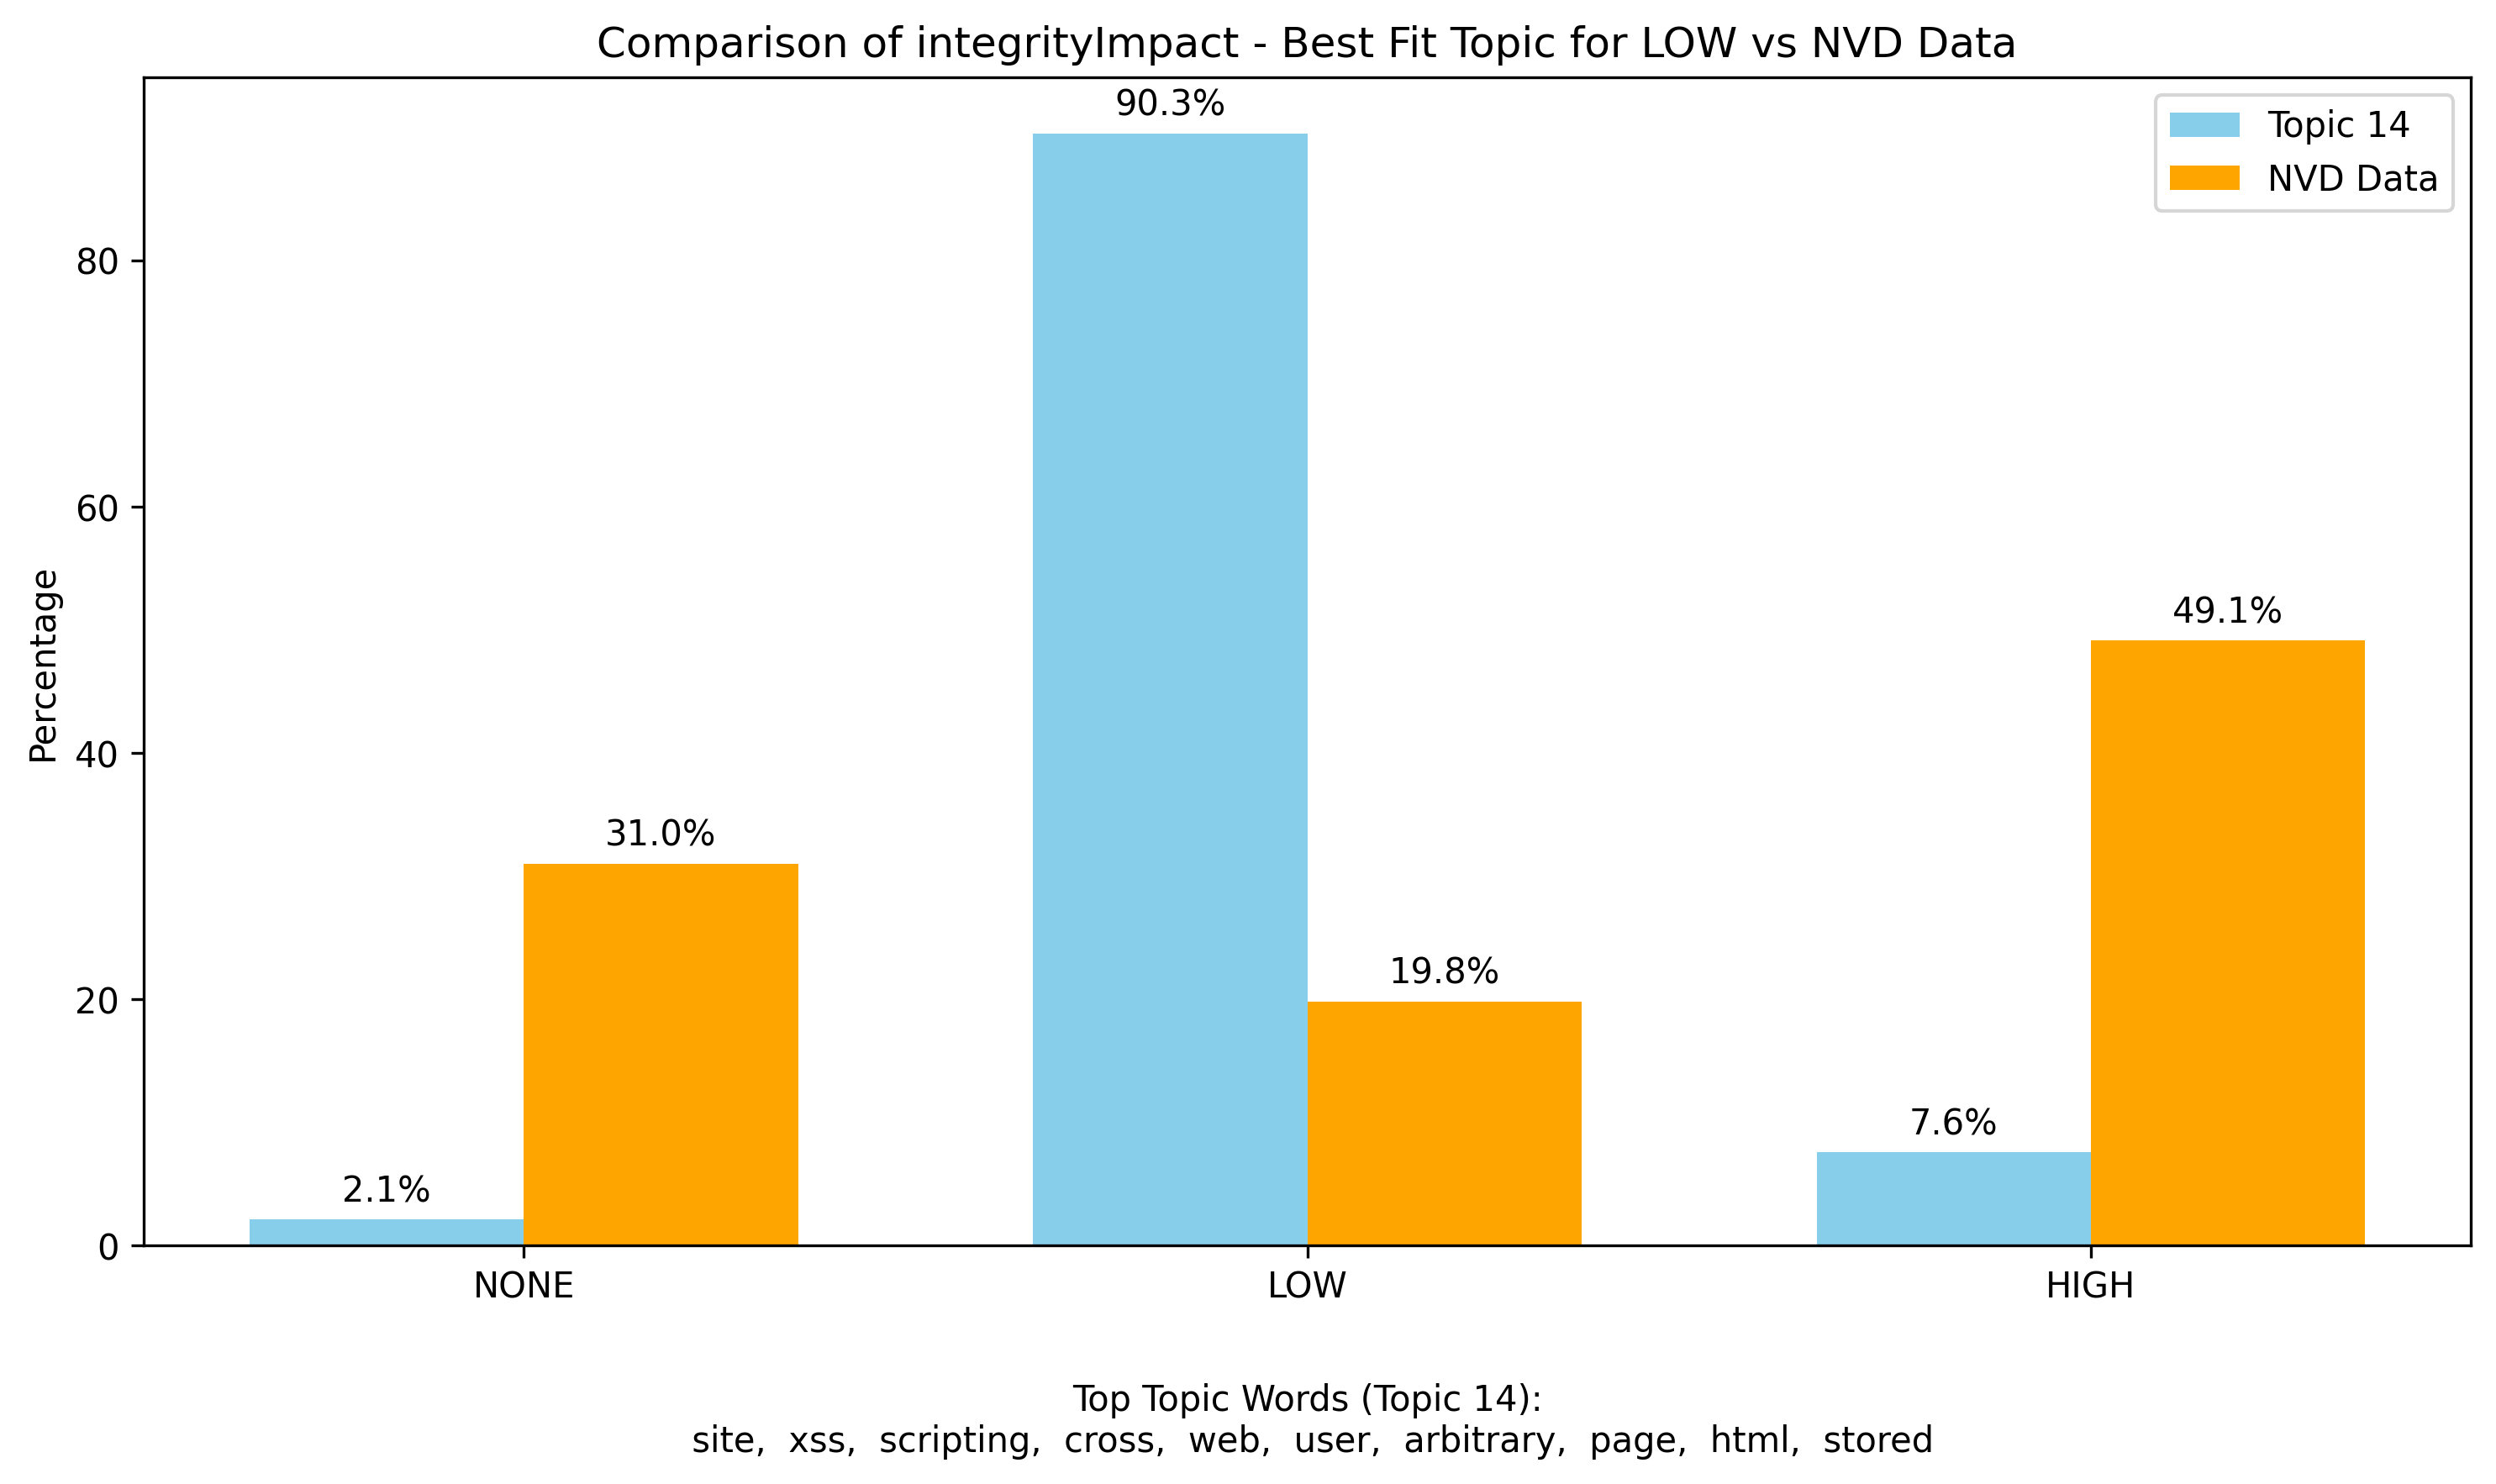 Comparison of integrityImpact - Best Fit Topic for LOW vs NVD Data
90.3%
Topic 14
NVD Data
80
60
49.1%
Percentage
40
31.0%
19.8%
20
7.6%
2.1%
0
NONE
LOW
HIGH
Top Topic Words (Topic 14):
site, xss, scripting, cross, web, user, arbitrary, page, html, stored